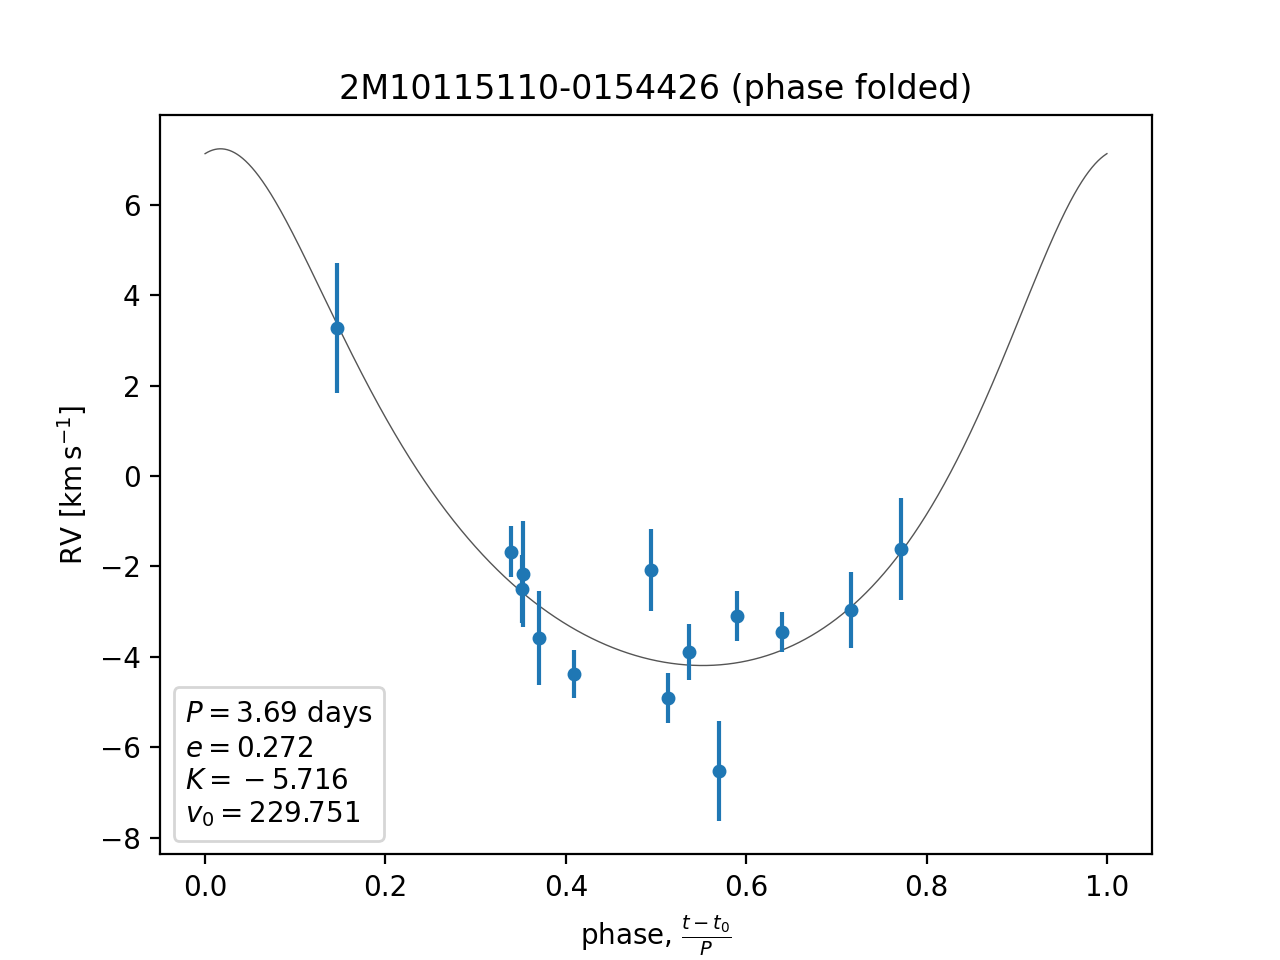 2M10115110-0154426 (phase folded)
RV [km s⁻¹]
6
4
2
0
−2
−4
−6
−8
P = 3.69 days
e = 0.272
K = −5.716
v₀ = 229.751
0.0 0.2 0.4 0.6 0.8 1.0
phase, (t − t₀)/P